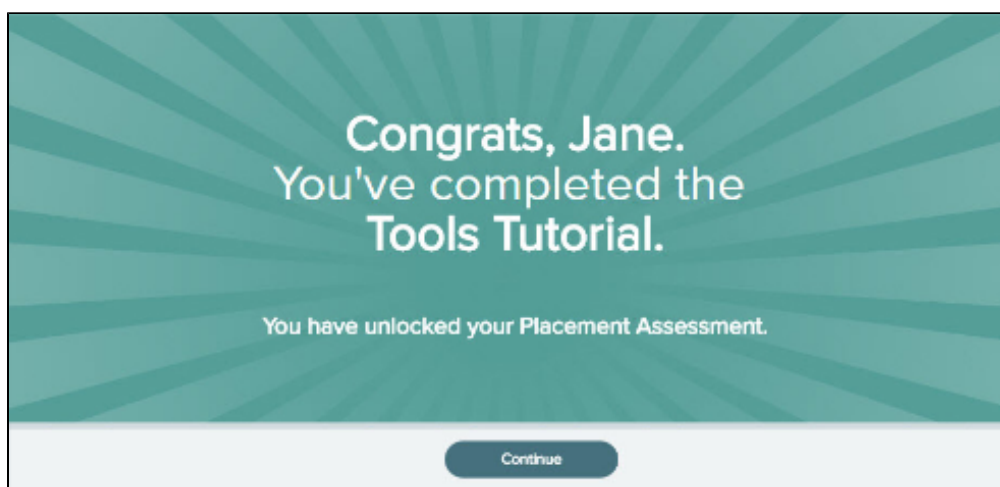 Congrats, Jane.
You've completed the
Tools Tutorial.
You have unlocked your Placement Assessment.
Continue